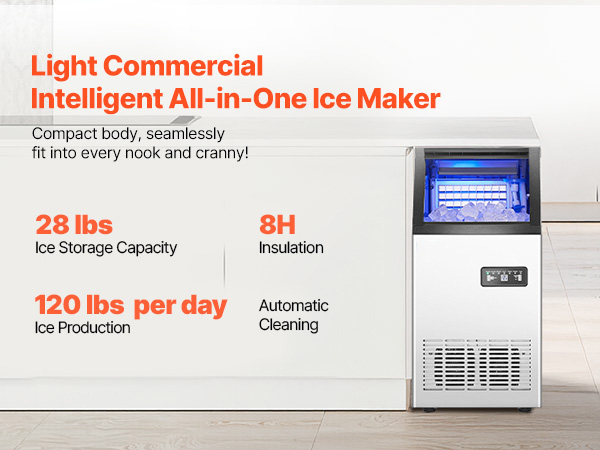 Light Commercial
Intelligent All-in-One Ice Maker
Compact body, seamlessly
fit into every nook and cranny!
28 lbs
Ice Storage Capacity
8H
Insulation
120 lbs per day
Ice Production
Automatic
Cleaning